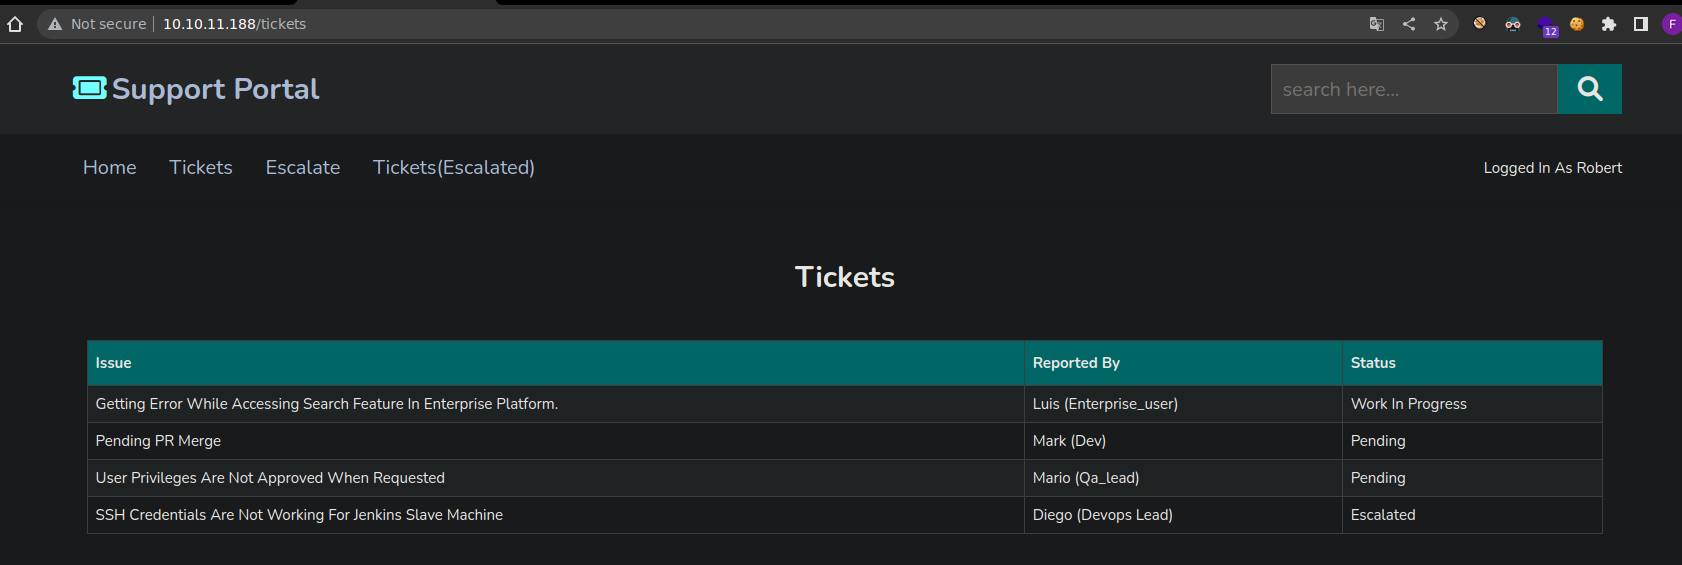 Not secure | 10.10.11.188/tickets
12
F
Support Portal
search here...
Home Tickets Escalate Tickets(Escalated) Logged In As Robert
Tickets
Issue Reported By Status
Getting Error While Accessing Search Feature In Enterprise Platform. Luis (Enterprise_user) Work In Progress
Pending PR Merge Mark (Dev) Pending
User Privileges Are Not Approved When Requested Mario (Qa_lead) Pending
SSH Credentials Are Not Working For Jenkins Slave Machine Diego (Devops Lead) Escalated